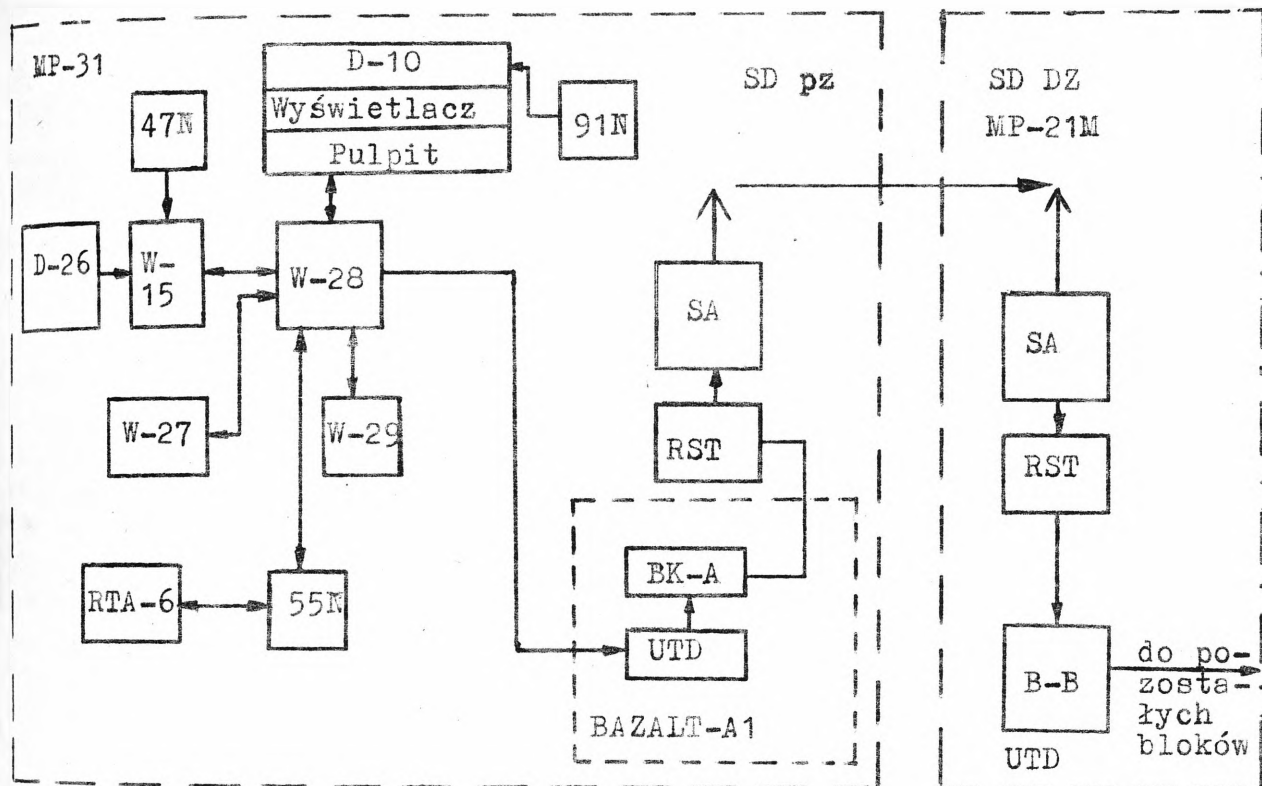 MP-31
D-10
Wyświetlacz
Pulpit
47N
91N
SD pz
D-26
W-
15
W-28
SA
W-27
W-29
RST
BK-A
RTA-6
55N
UTD
BAZALT-A1
SD DZ
MP-21M
SA
RST
B-B
UTD
do po-
zosta-
łych
bloków